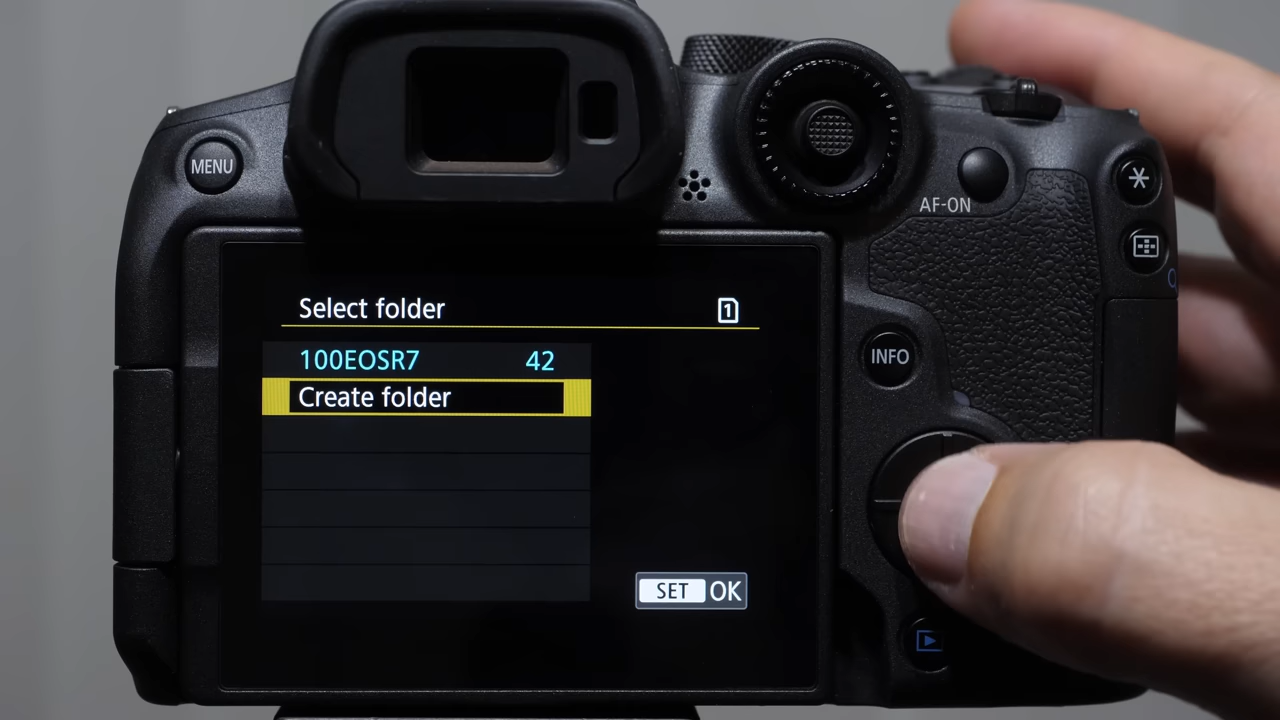 MENU
AF-ON
Select folder 1
100EOSR7 42
Create folder
INFO
SET OK